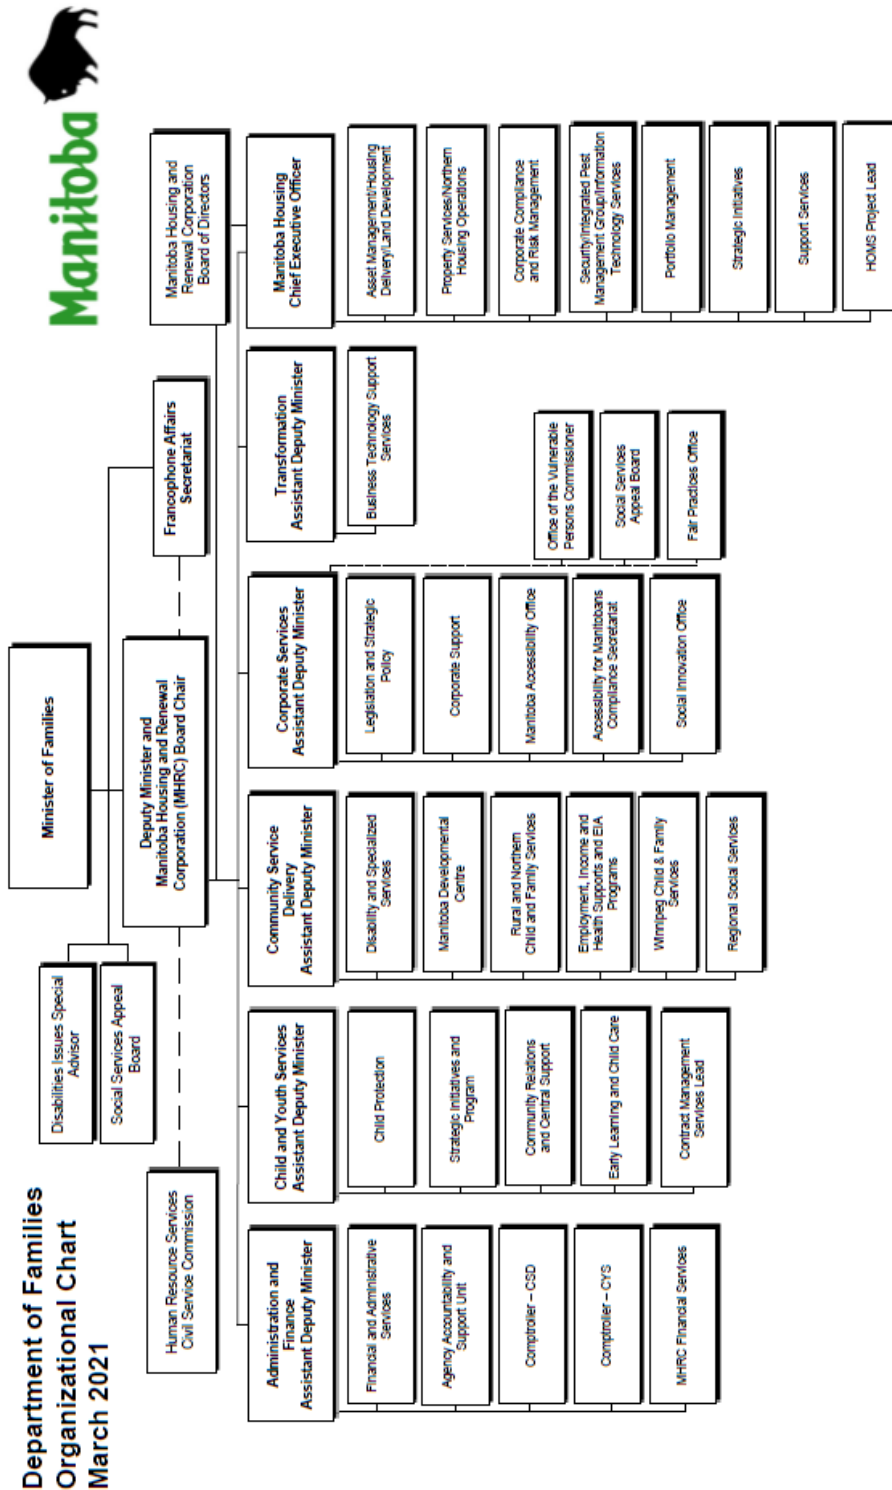 Department of Families
Organizational Chart
March 2021
Manitoba
Minister of Families
Disabilities Issues Special
Advisor
Social Services Appeal
Board
Human Resource Services
Civil Service Commission
Deputy Minister and
Manitoba Housing and Renewal
Corporation (MHRC) Board Chair
Francophone Affairs
Secretariat
Manitoba Housing and
Renewal Corporation
Board of Directors
Administration and
Finance
Assistant Deputy Minister
Financial and Administrative
Services
Agency Accountability and
Support Unit
Comptroller – CSD
Comptroller – CYS
MHRC Financial Services
Child and Youth Services
Assistant Deputy Minister
Child Protection
Strategic Initiatives and
Program
Community Relations
and Central Support
Early Learning and Child Care
Contract Management
Services Lead
Community Service
Delivery
Assistant Deputy Minister
Disability and Specialized
Services
Manitoba Developmental
Centre
Rural and Northern
Child and Family Services
Employment, Income and
Health Supports and EIA
Programs
Winnipeg Child & Family
Services
Regional Social Services
Corporate Services
Assistant Deputy Minister
Legislation and Strategic
Policy
Corporate Support
Manitoba Accessibility Office
Accessibility for Manitobans
Compliance Secretariat
Social Innovation Office
Office of the Vulnerable
Persons Commissioner
Social Services
Appeal Board
Fair Practices Office
Transformation
Assistant Deputy Minister
Business Technology Support
Services
Manitoba Housing
Chief Executive Officer
Asset Management/Housing
Delivery/Land Development
Property Services/Northern
Housing Operations
Corporate Compliance
and Risk Management
Security/Integrated Pest
Management Group/Information
Technology Services
Portfolio Management
Strategic Initiatives
Support Services
HOMS Project Lead